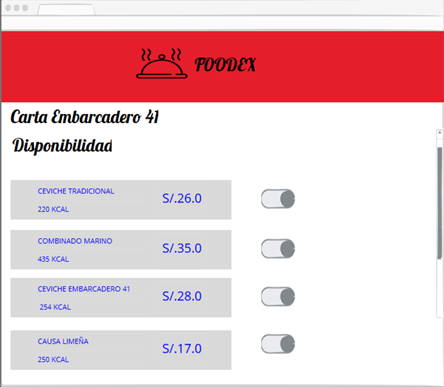 FOODEX
Carta Embarcadero 41
Disponibilidad
CEVICHE TRADICIONAL
S/.26.0
220 KCAL
COMBINADO MARINO
S/.35.0
435 KCAL
CEVICHE EMBARCADERO 41
S/.28.0
254 KCAL
CAUSA LIMEÑA
S/.17.0
250 KCAL